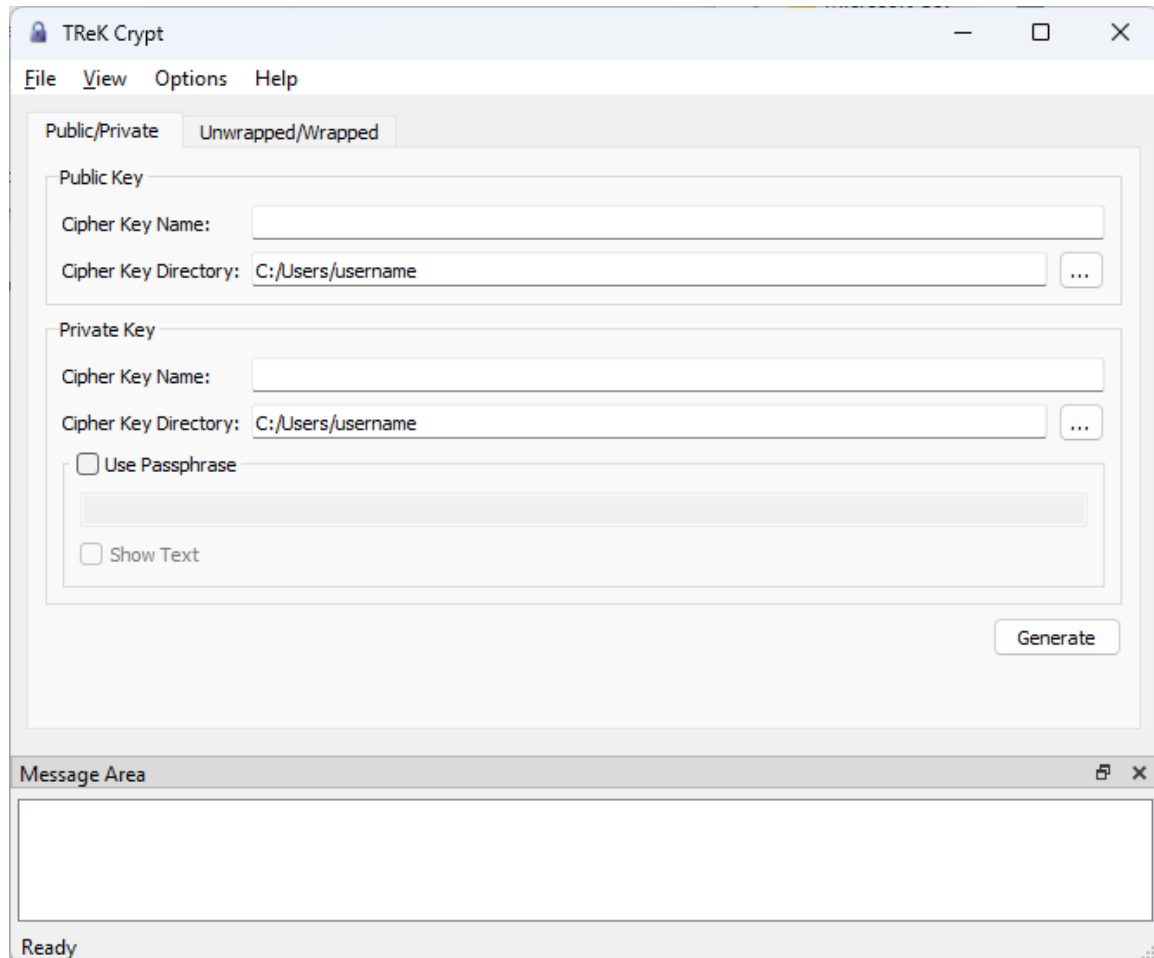 TReK Crypt
File View Options Help
Public/Private Unwrapped/Wrapped
Public Key
Cipher Key Name:
Cipher Key Directory: C:/Users/username ...
Private Key
Cipher Key Name:
Cipher Key Directory: C:/Users/username ...
Use Passphrase
Show Text
Generate
Message Area
Ready